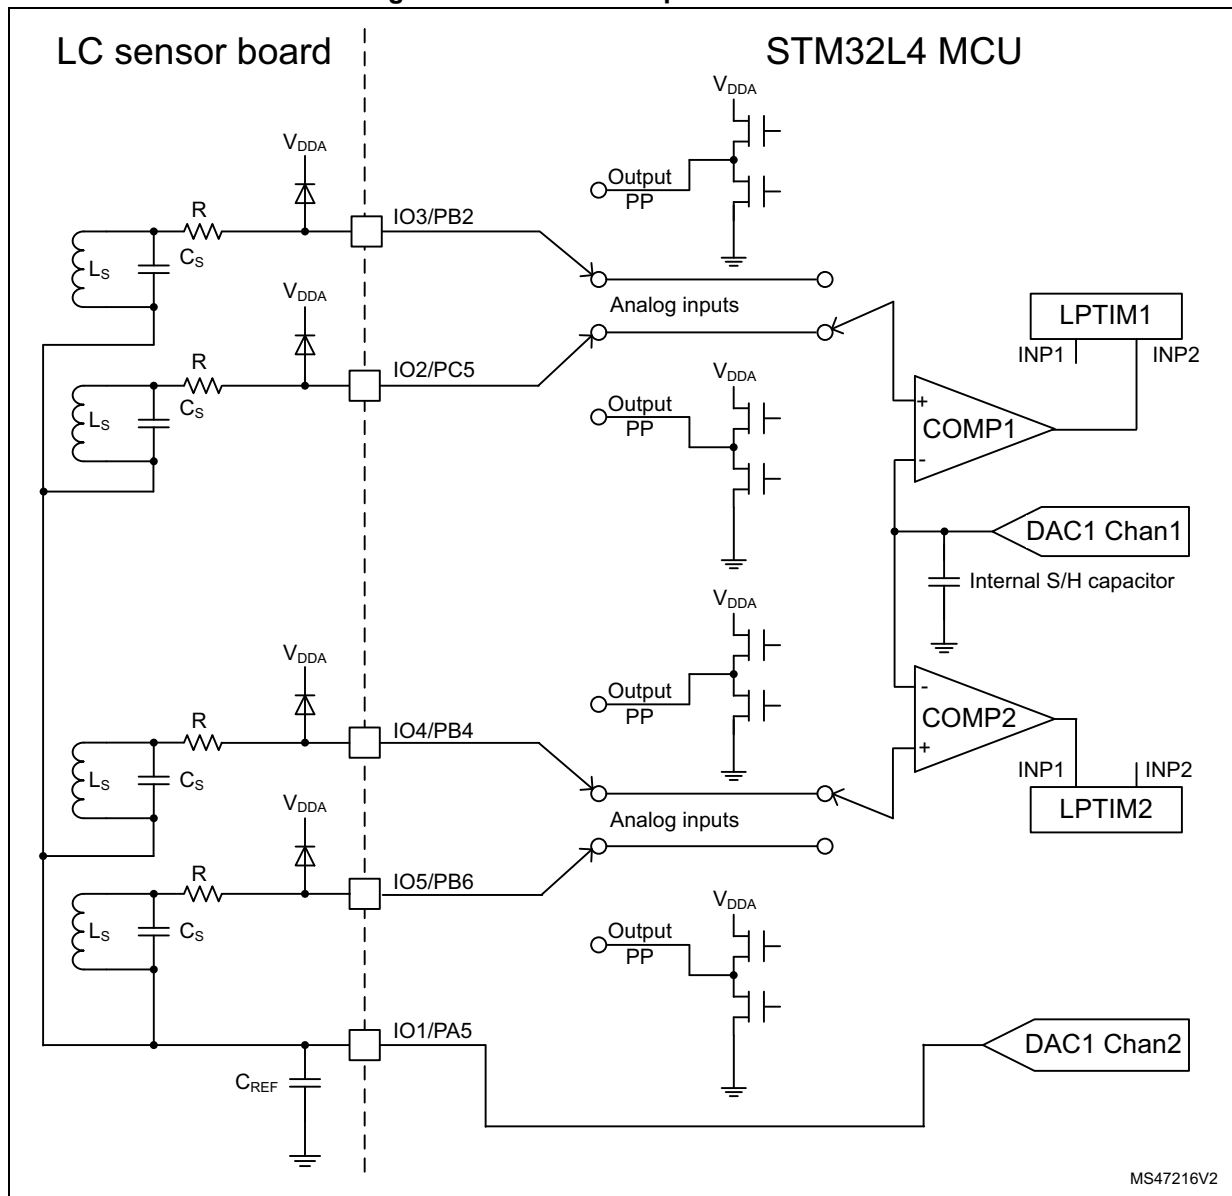 LC sensor board
STM32L4 MCU
VDDA
VDDA
Output
PP
R
IO3/PB2
LS
CS
VDDA
Analog inputs
LPTIM1
INP1
INP2
R
IO2/PC5
VDDA
LS
CS
Output
PP
+
COMP1
-
DAC1 Chan1
Internal S/H capacitor
VDDA
VDDA
Output
PP
-
COMP2
+
R
IO4/PB4
LS
CS
INP1
INP2
VDDA
Analog inputs
LPTIM2
R
IO5/PB6
VDDA
LS
CS
Output
PP
IO1/PA5
DAC1 Chan2
CREF
MS47216V2